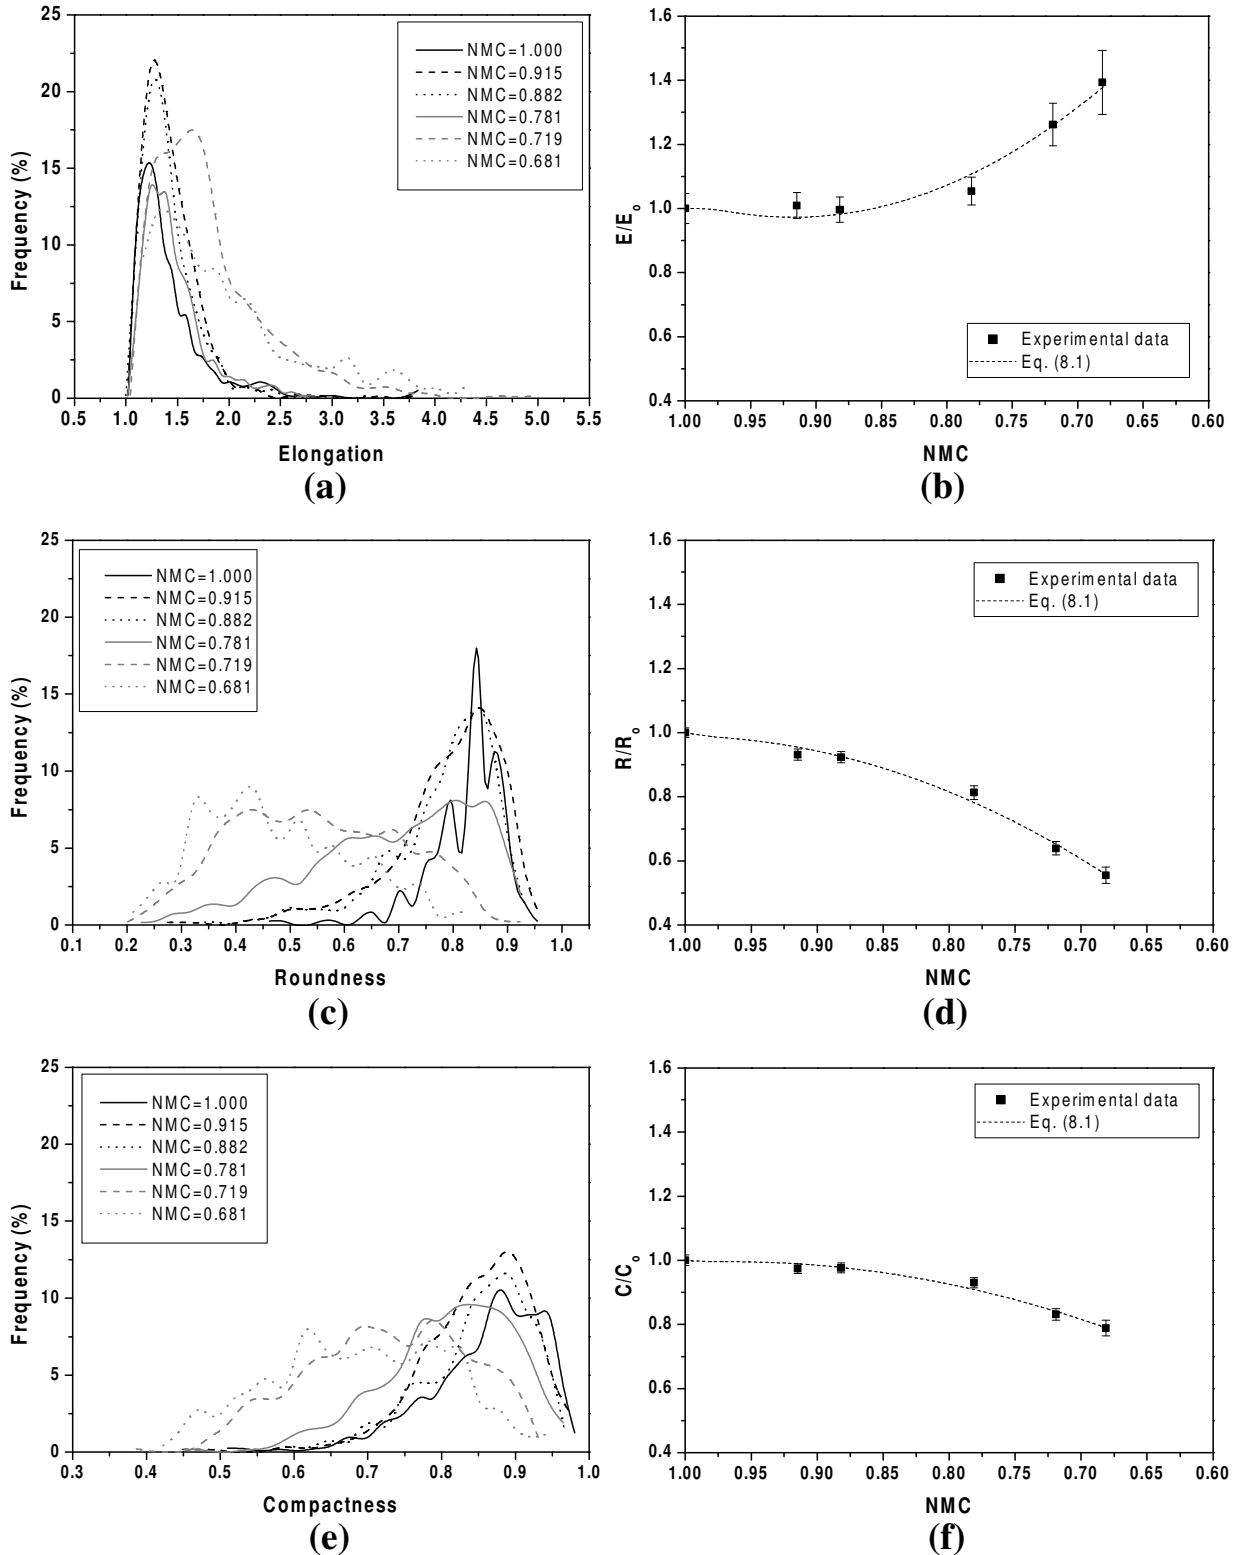 25
20
15
10
5
0
Frequency (%)
NMC=1.000
NMC=0.915
NMC=0.882
NMC=0.781
NMC=0.719
NMC=0.681
0.5 1.0 1.5 2.0 2.5 3.0 3.5 4.0 4.5 5.0 5.5
Elongation
(a)
1.6
1.4
1.2
1.0
0.8
0.6
0.4
E/Eo
Experimental data
Eq. (8.1)
1.00 0.95 0.90 0.85 0.80 0.75 0.70 0.65 0.60
NMC
(b)
25
20
15
10
5
0
Frequency (%)
NMC=1.000
NMC=0.915
NMC=0.882
NMC=0.781
NMC=0.719
NMC=0.681
0.1 0.2 0.3 0.4 0.5 0.6 0.7 0.8 0.9 1.0
Roundness
(c)
1.6
1.4
1.2
1.0
0.8
0.6
0.4
R/Ro
Experimental data
Eq. (8.1)
1.00 0.95 0.90 0.85 0.80 0.75 0.70 0.65 0.60
NMC
(d)
25
20
15
10
5
0
Frequency (%)
NMC=1.000
NMC=0.915
NMC=0.882
NMC=0.781
NMC=0.719
NMC=0.681
0.3 0.4 0.5 0.6 0.7 0.8 0.9 1.0
Compactness
(e)
1.6
1.4
1.2
1.0
0.8
0.6
0.4
C/Co
Experimental data
Eq. (8.1)
1.00 0.95 0.90 0.85 0.80 0.75 0.70 0.65 0.60
NMC
(f)